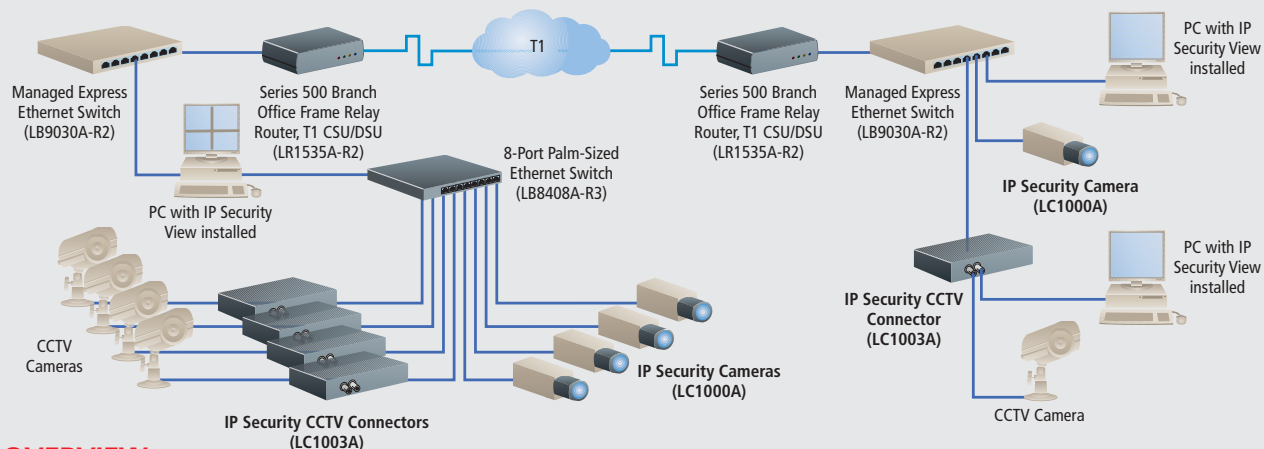 T1
Managed Express
Ethernet Switch
(LB9030A-R2)
Series 500 Branch
Office Frame Relay
Router, T1 CSU/DSU
(LR1535A-R2)
Series 500 Branch
Office Frame Relay
Router, T1 CSU/DSU
(LR1535A-R2)
Managed Express
Ethernet Switch
(LB9030A-R2)
PC with IP
Security View
installed
8-Port Palm-Sized
Ethernet Switch
(LB8408A-R3)
IP Security Camera
(LC1000A)
PC with IP Security
View installed
PC with IP
Security View
installed
IP Security CCTV
Connector
(LC1003A)
CCTV
Cameras
IP Security Cameras
(LC1000A)
CCTV Camera
IP Security CCTV Connectors
(LC1003A)
OVERVIEW